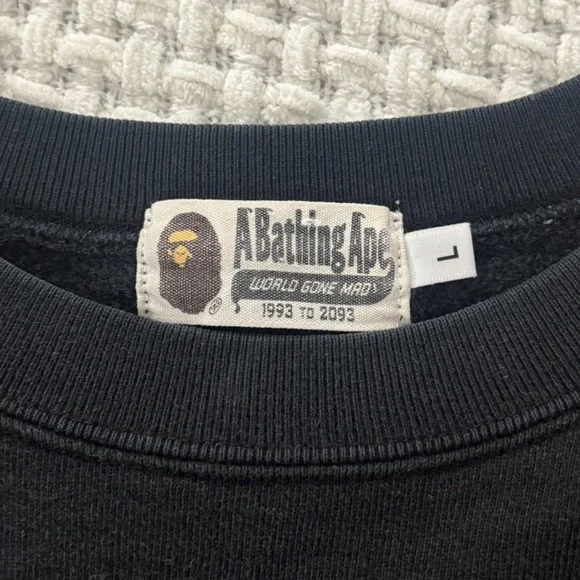 A Bathing Ape
WORLD GONE MAD
1993 TO 2093
L